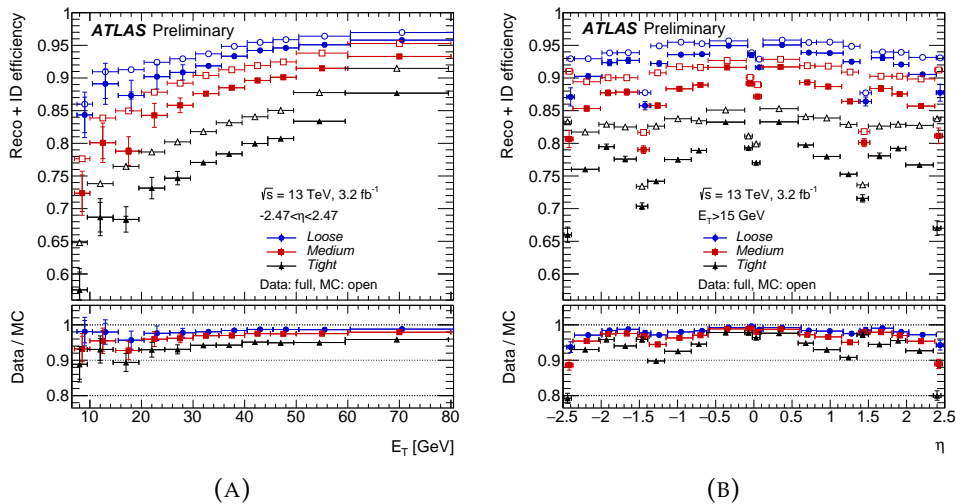 ATLAS Preliminary
Reco + ID efficiency
1
0.95
0.9
0.85
0.8
0.75
0.7
0.65
0.6
√s = 13 TeV, 3.2 fb-1
-2.47<η<2.47
Loose
Medium
Tight
Data: full, MC: open
Data / MC
1
0.9
0.8
10 20 30 40 50 60 70 80
ET [GeV]
(A)
ATLAS Preliminary
Reco + ID efficiency
1
0.95
0.9
0.85
0.8
0.75
0.7
0.65
0.6
√s = 13 TeV, 3.2 fb-1
ET>15 GeV
Loose
Medium
Tight
Data: full, MC: open
Data / MC
1
0.9
0.8
−2.5 −2 −1.5 −1 −0.5 0 0.5 1 1.5 2 2.5
η
(B)